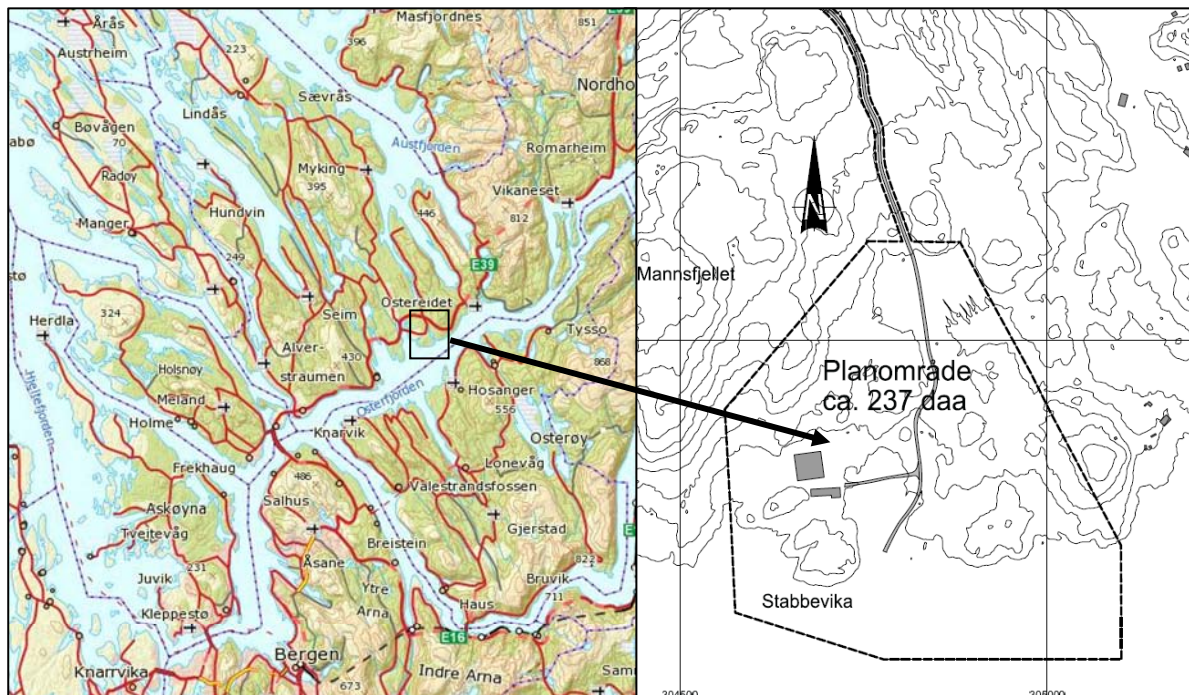 Årås
Austrheim
223
396
Masfjordnes
851
Lindås
Sævrås
Nordho
Bøvågen
70
Austfjorden
Romarheim
Radøy
Myking
395
Vikaneset
Manger
Hundvin
446
812
249
E39
Ostereidet
Herdla
324
Seim
Tysso
Alver-
straumen
430
868
Holsnøy
Hosanger
Hjeltefjorden
Meland
Osterfjorden
556
Holme
Knarvik
Osterøy
Frekhaug
Lonevåg
486
Valestrandsfossen
Salhus
Askøyna
Gjerstad
Tveitevåg
Breistein
Åsane
822
Juvik
231
Ytre
Arna
Bruvik
711
Kleppestø
Haus
E16
Bergen
Knarrvika
673
Indre Arna
Sam
N
Mannsfjellet
Planområde
ca. 237 daa
Stabbevika